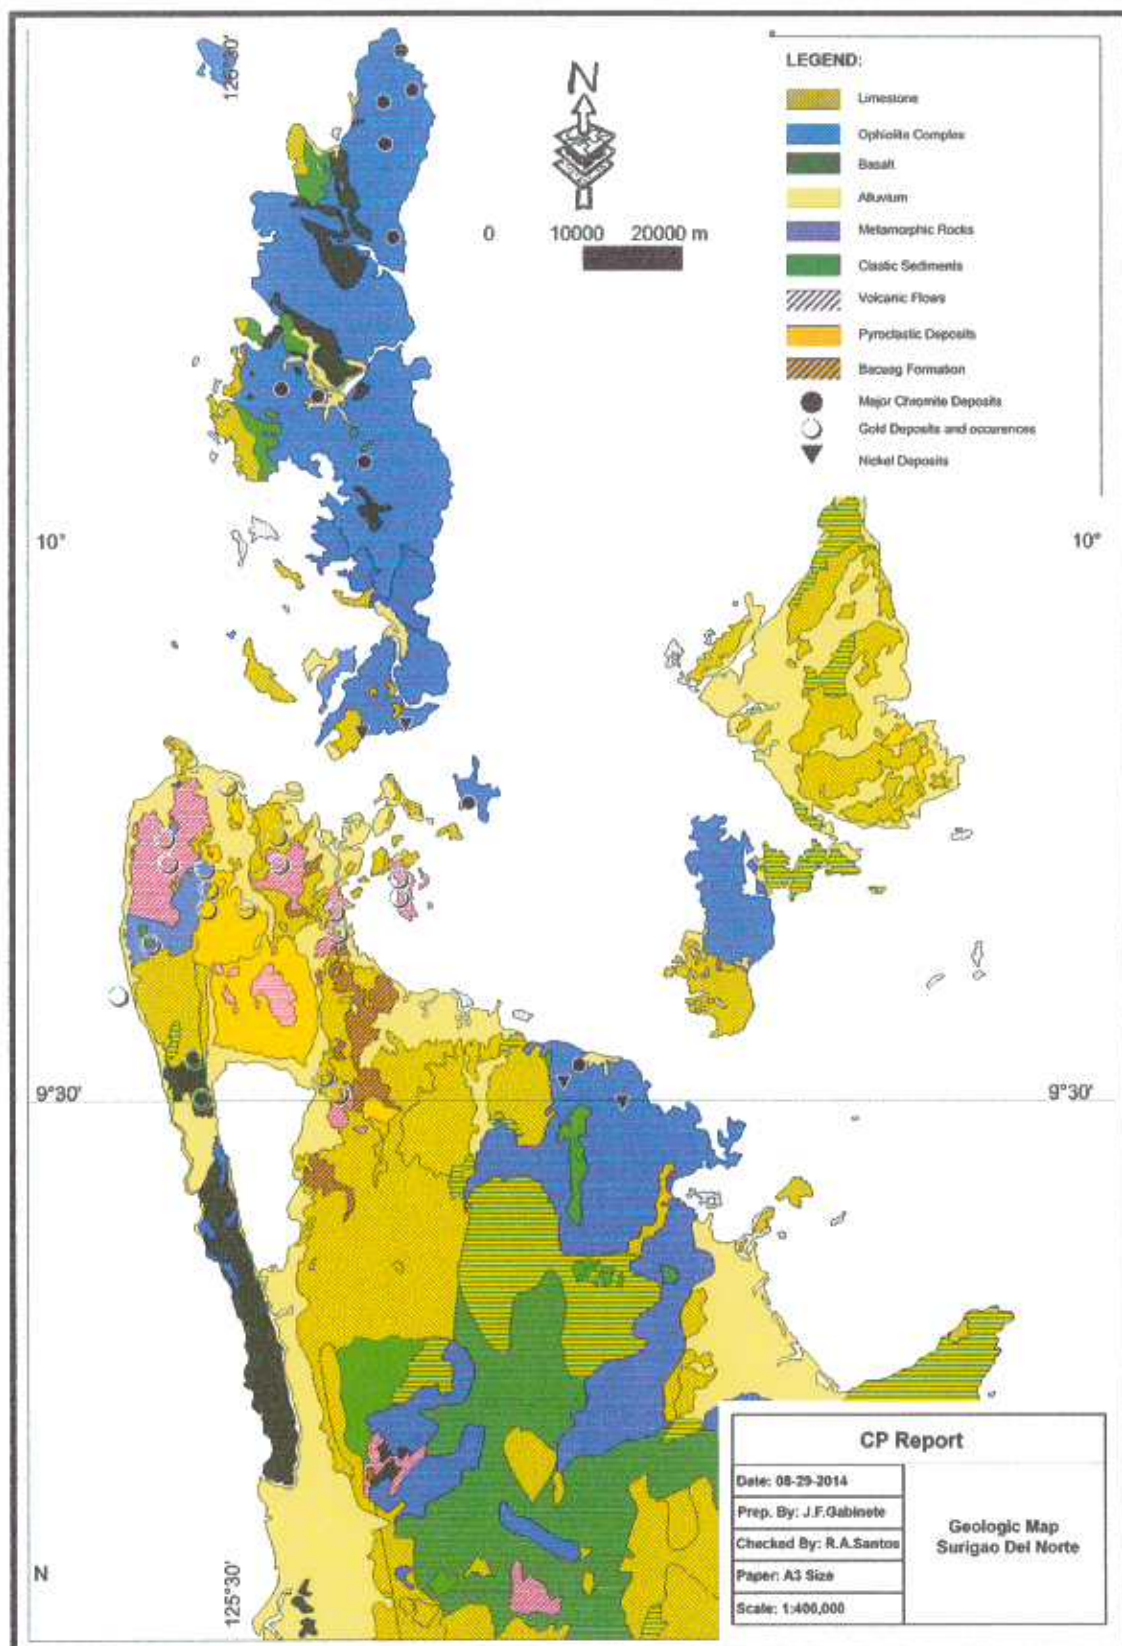 126°30'
N
LEGEND:
Limestone
Ophiolite Complex
Basalt
Alluvium
Metamorphic Rocks
Clastic Sediments
Volcanic Flows
Pyroclastic Deposits
Bacuag Formation
Major Chromite Deposits
Gold Deposits and occurences
Nickel Deposits
0 10000 20000 m
10°
10°
9°30'
9°30'
125°30'
N
CP Report
Date: 08-29-2014
Prep. By: J.F.Gabinete
Checked By: R.A.Santos
Paper: A3 Size
Scale: 1:400,000
Geologic Map
Surigao Del Norte